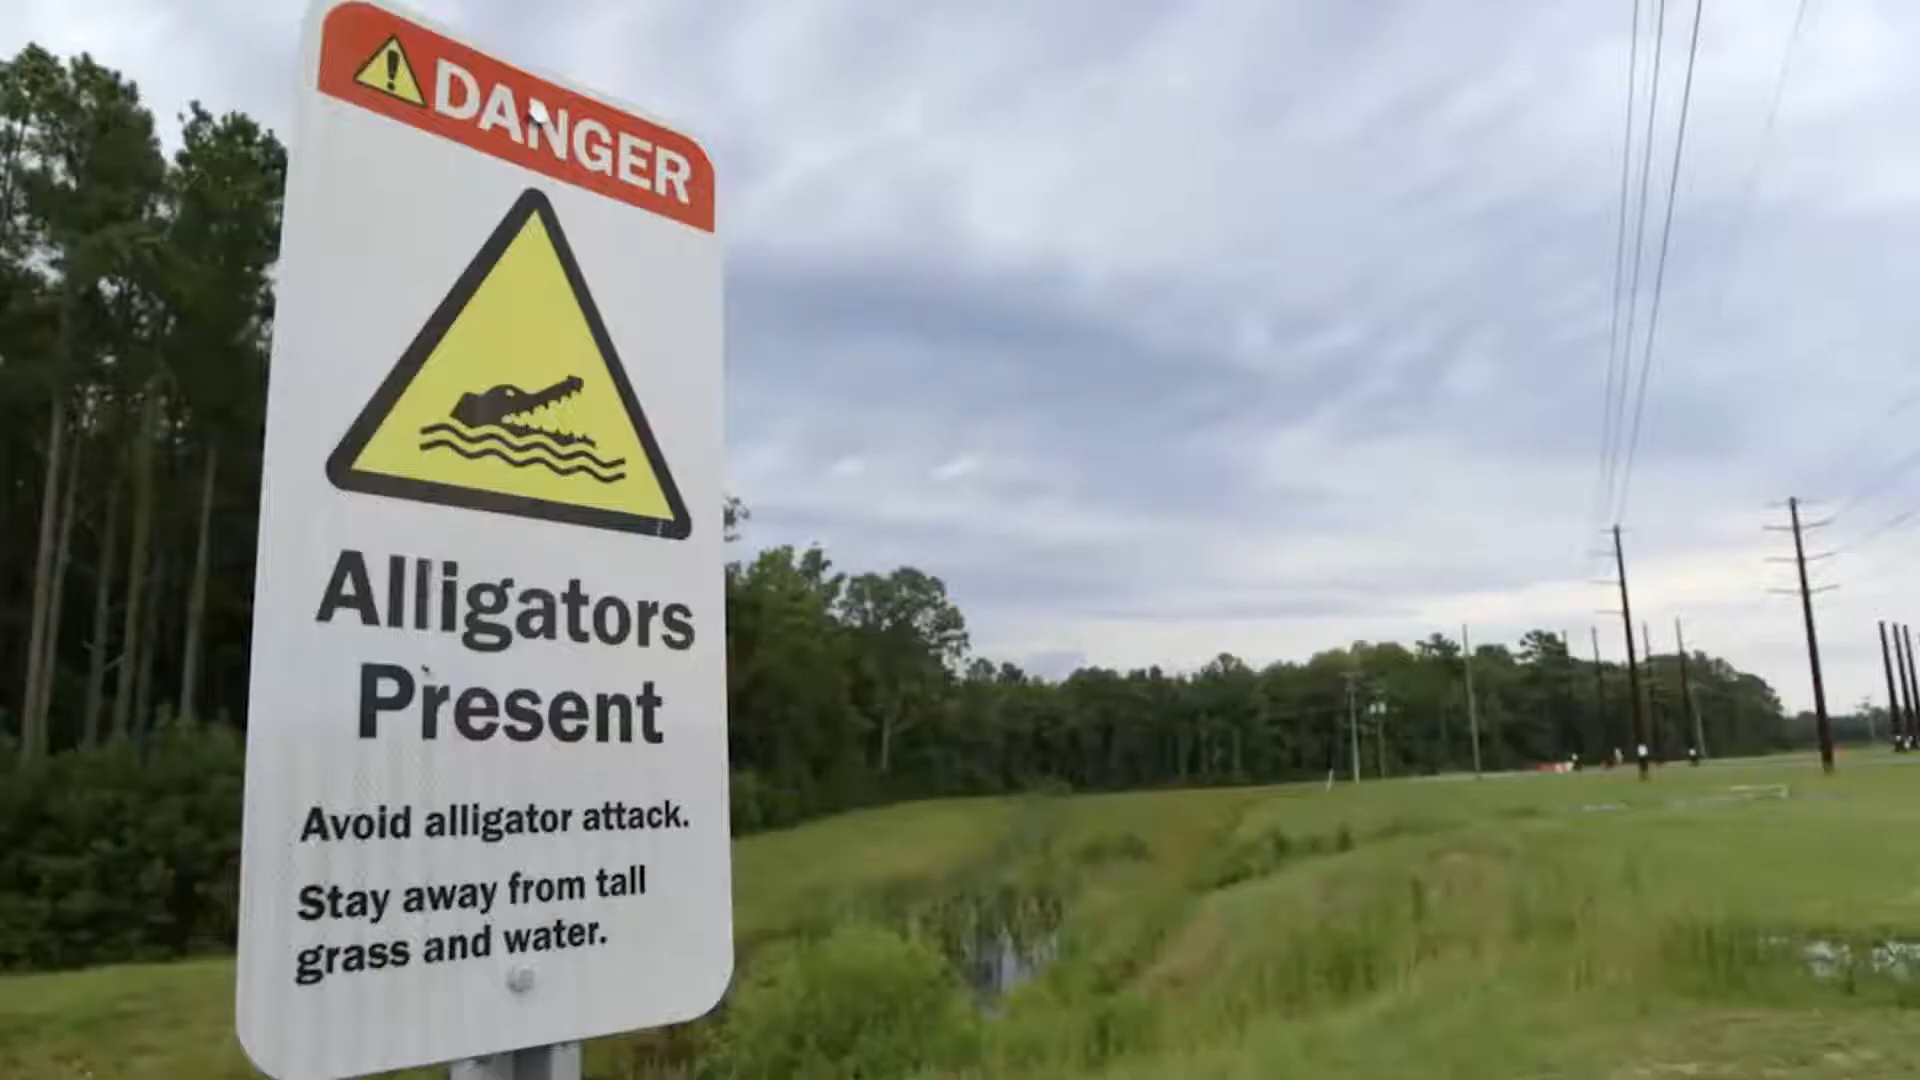 DANGER
Alligators
Present
Avoid alligator attack.
Stay away from tall
grass and water.